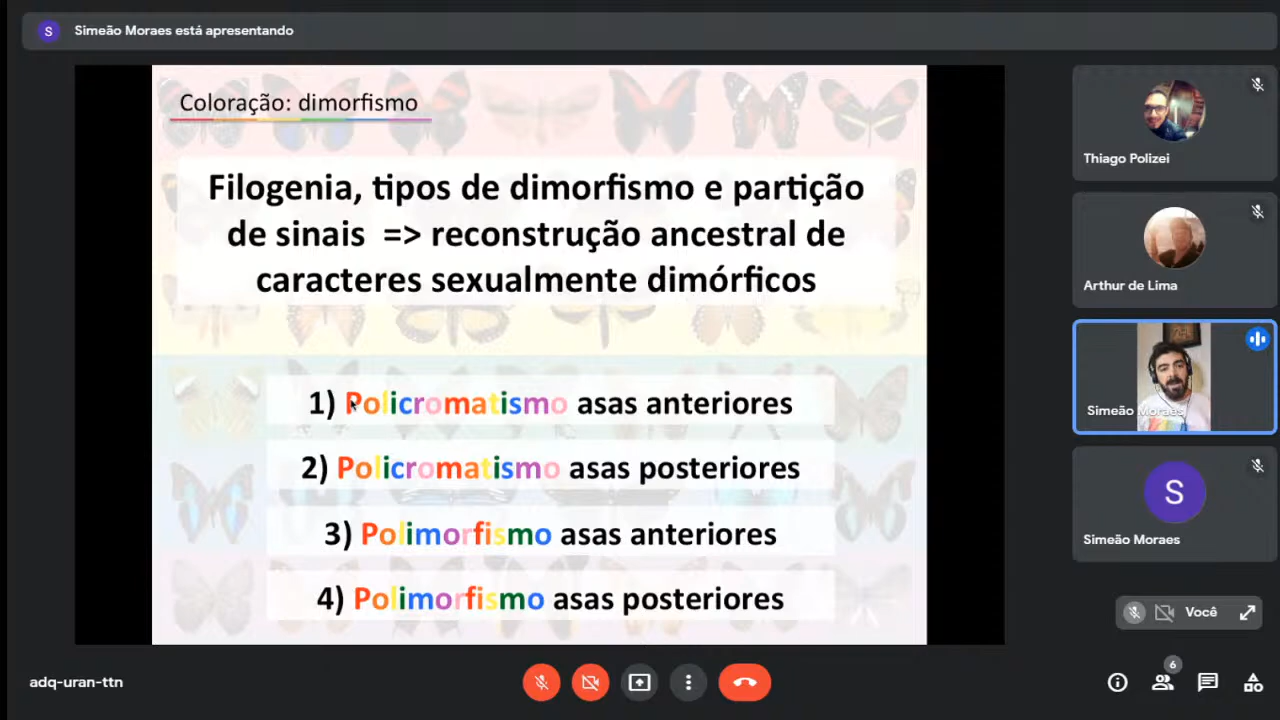 S
Simeão Moraes está apresentando
Coloração: dimorfismo
Filogenia, tipos de dimorfismo e partição
de sinais => reconstrução ancestral de
caracteres sexualmente dimórficos
1) Policromatismo asas anteriores
2) Policromatismo asas posteriores
3) Polimorfismo asas anteriores
4) Polimorfismo asas posteriores
Thiago Polizei
Arthur de Lima
Simeão Moraes
S
Simeão Moraes
Você
adq-uran-ttn
6